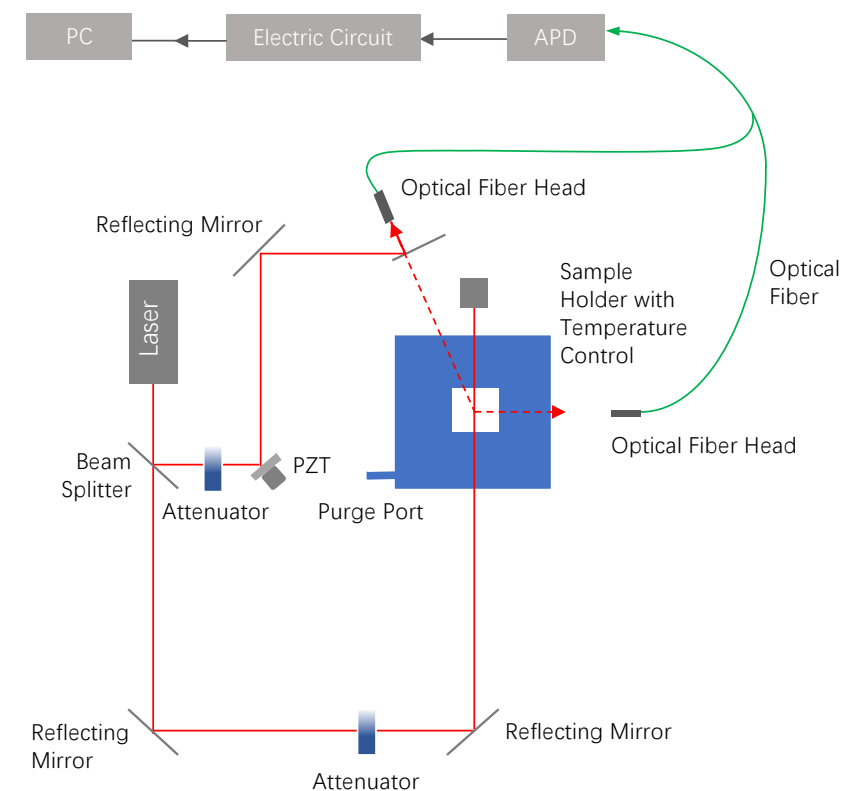 PC
Electric Circuit
APD
Optical Fiber Head
Reflecting Mirror
Sample
Holder with
Temperature
Control
Optical
Fiber
Laser
Optical Fiber Head
Beam
Splitter
PZT
Attenuator
Purge Port
Reflecting
Mirror
Reflecting Mirror
Attenuator